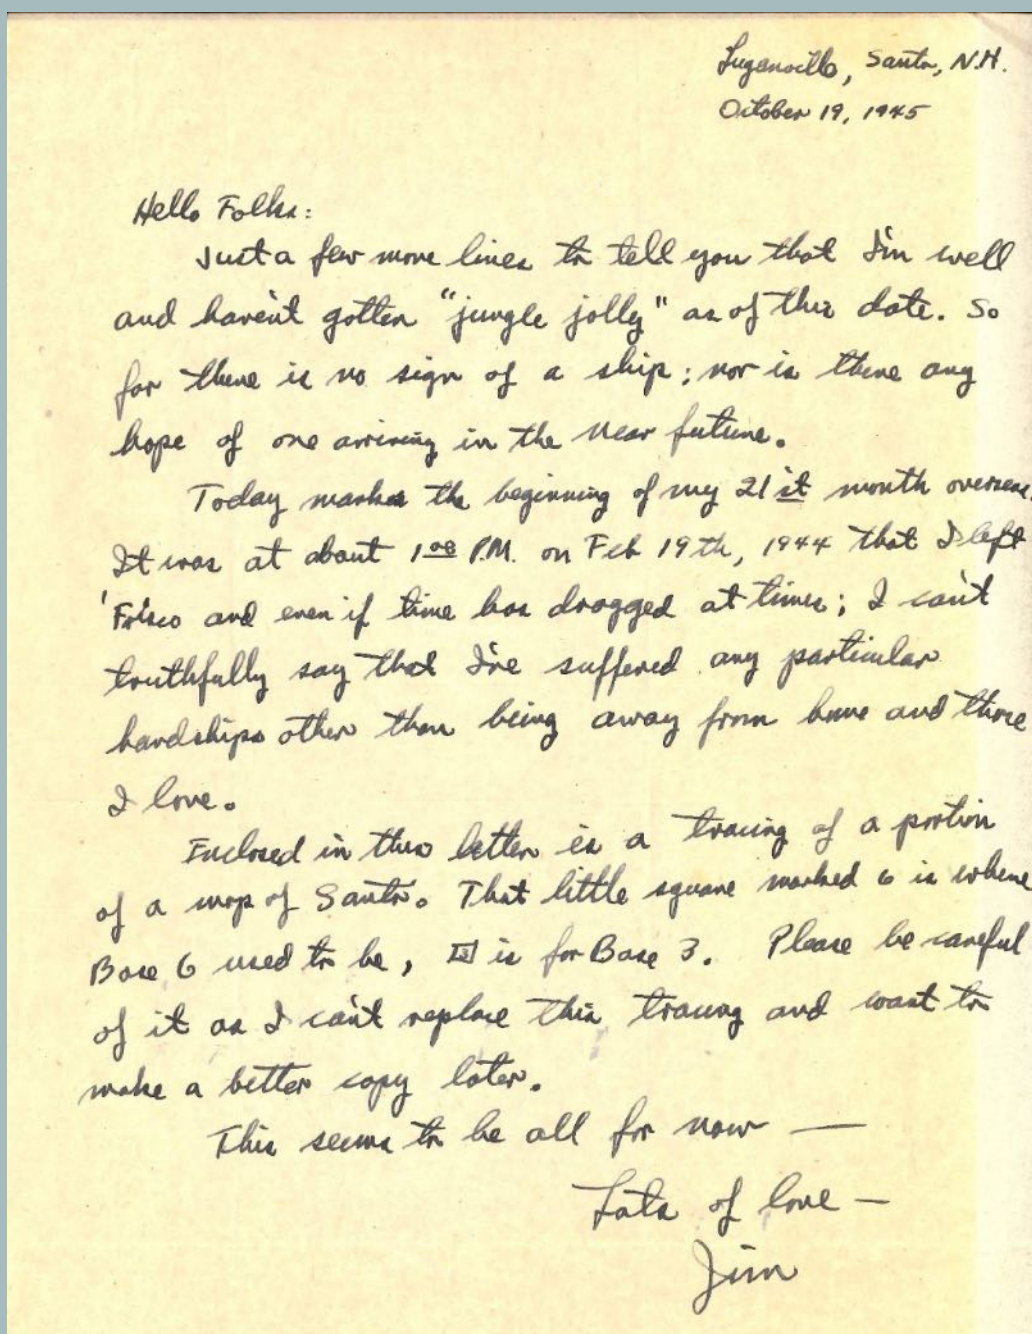 Luganville, Santo, N.H.
October 19, 1945
Hello Folks:
Just a few more lines to tell you that I'm well
and haven't gotten "jungle jolly" as of this date. So
far there is no sign of a ship; nor is there any
hope of one arriving in the near future.
Today marks the beginning of my 21st month overseas.
It was at about 1 00 P.M. on Feb 19th, 1944 that I left
'Frisco and even if time has dragged at times; I can't
truthfully say that I've suffered any particular
hardships other than being away from home and those
I love.
Enclosed in this letter is a tracing of a portion
of a map of Santo. That little square marked 6 is where
Base 6 used to be, 3 is for Base 3. Please be careful
of it as I can't replace this tracing and want to
make a better copy later.
This seems to be all for now —
Lots of love —
Jim